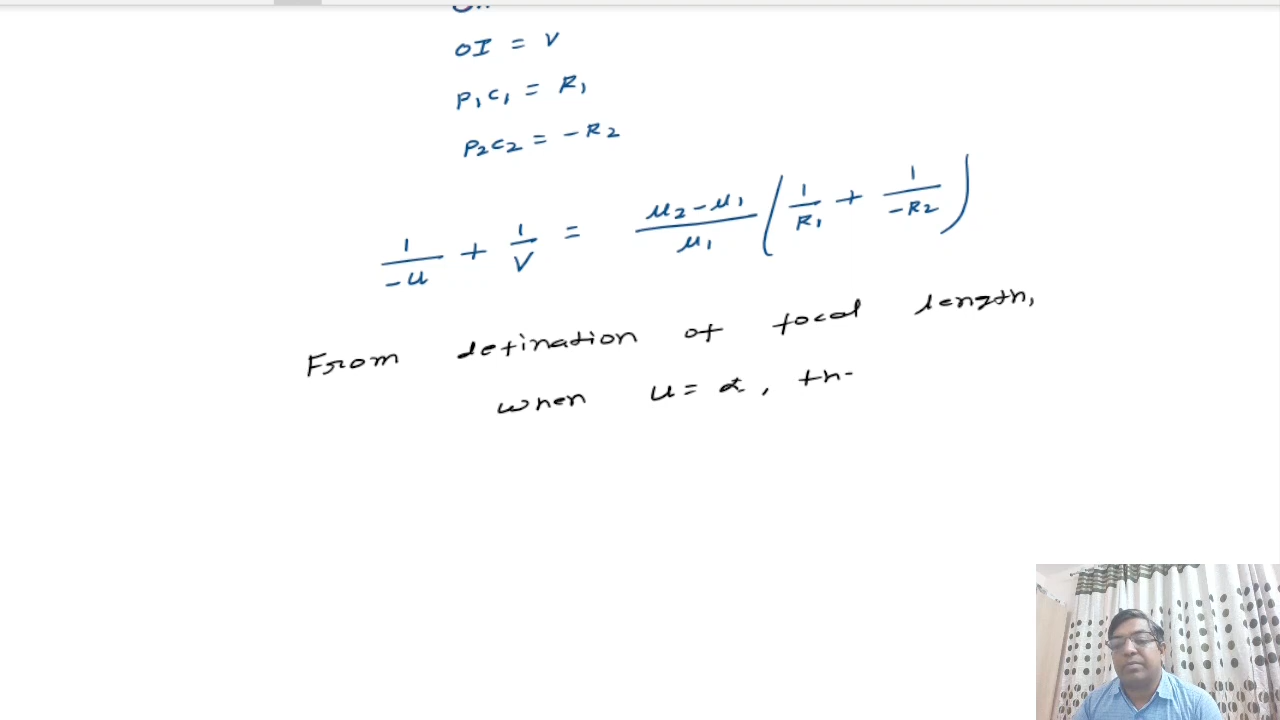 OI = V
P₁C₁ = R₁
P₂C₂ = -R₂
1/-u + 1/V = μ₂-μ₁/μ₁ (1/R₁ + 1/-R₂)
From defination of focal length,
when u = α, th-